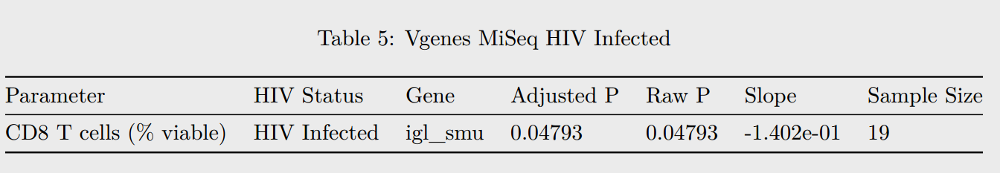 Table 5: Vgenes MiSeq HIV Infected
Parameter HIV Status Gene Adjusted P Raw P Slope Sample Size
CD8 T cells (% viable) HIV Infected igl_smu 0.04793 0.04793 -1.402e-01 19